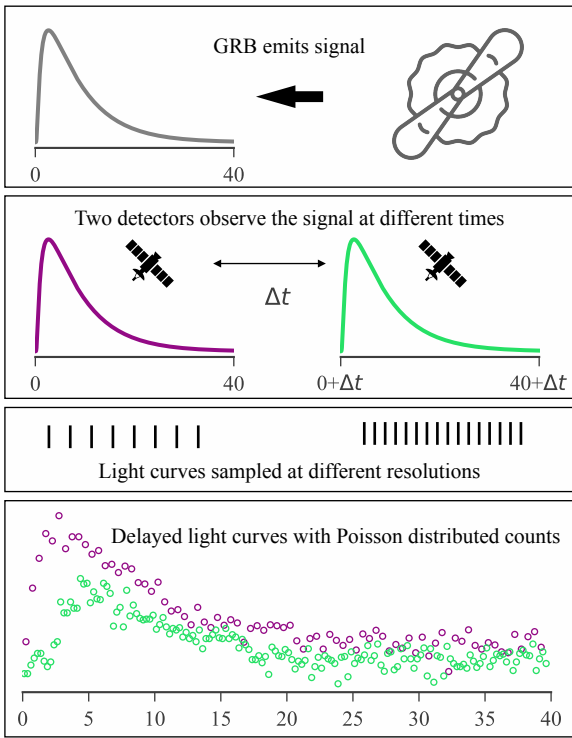 GRB emits signal
0 40
Two detectors observe the signal at different times
Δt
0 40 0+Δt 40+Δt
Light curves sampled at different resolutions
Delayed light curves with Poisson distributed counts
0 5 10 15 20 25 30 35 40